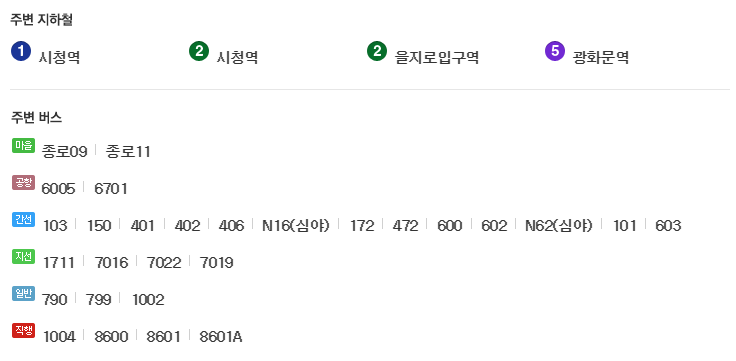 주변 지하철
1 시청역 2 시청역 2 을지로입구역 5 광화문역
주변 버스
마을 종로09 종로11
공항 6005 6701
간선 103 150 401 402 406 N16(심야) 172 472 600 602 N62(심야) 101 603
지선 1711 7016 7022 7019
일반 790 799 1002
직행 1004 8600 8601 8601A